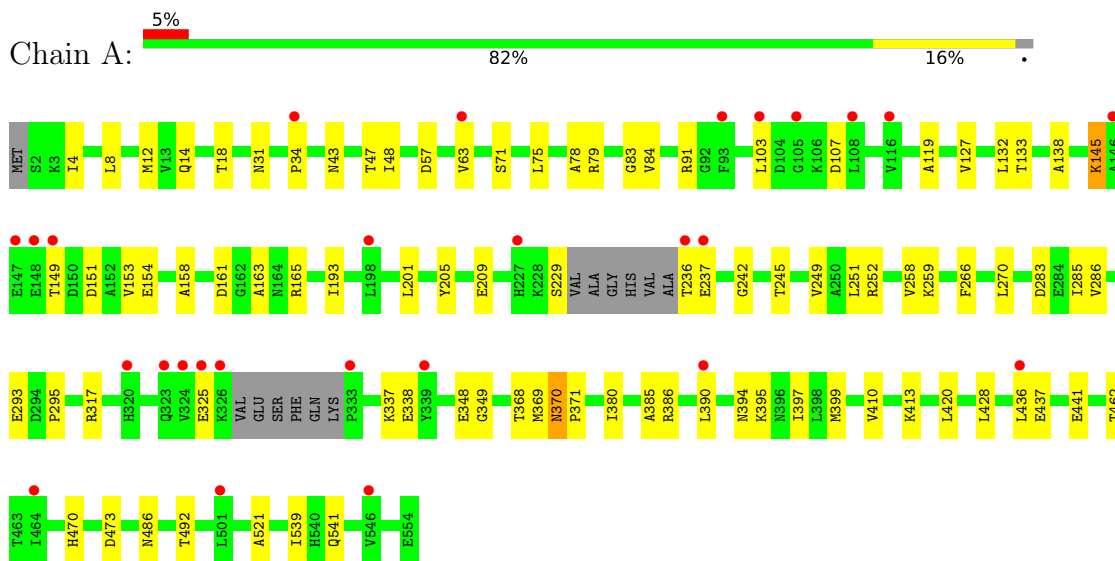 5%
Chain A:
82% 16% •
MET S2 K3 I4 L8 M12 V13 Q14 T18 N31 P34 N43 T47 I48 D57 V63 S71 L75 A78 R79 G83 V84 R91 G92 F93 L103 D104 G105 K106 D107 L108 V116 A119 V127 L132 T133 A138 K145 A146
E147 E148 T149 D150 D151 A152 V153 E154 A158 D161 G162 A163 N164 R165 I193 L198 L201 Y205 E209 H227 K228 S229 VAL ALA GLY HIS VAL ALA T236 E237 G242 T245 V249 A250 L251 R252 V258 K259 F266 L270 D283 E284 I285 V286
E293 D294 P295 R317 H320 Q323 V324 E325 K326 VAL GLU SER PHE GLN LYS P333 K337 E338 Y339 E348 G349 T368 M369 N370 P371 I380 A385 R386 L390 N394 K395 N396 I397 L398 M399 V410 K413 L420 L428 L436 E437 E441 T462
T463 I464 H470 D473 N486 T492 L501 A521 I539 H540 Q541 V546 E554